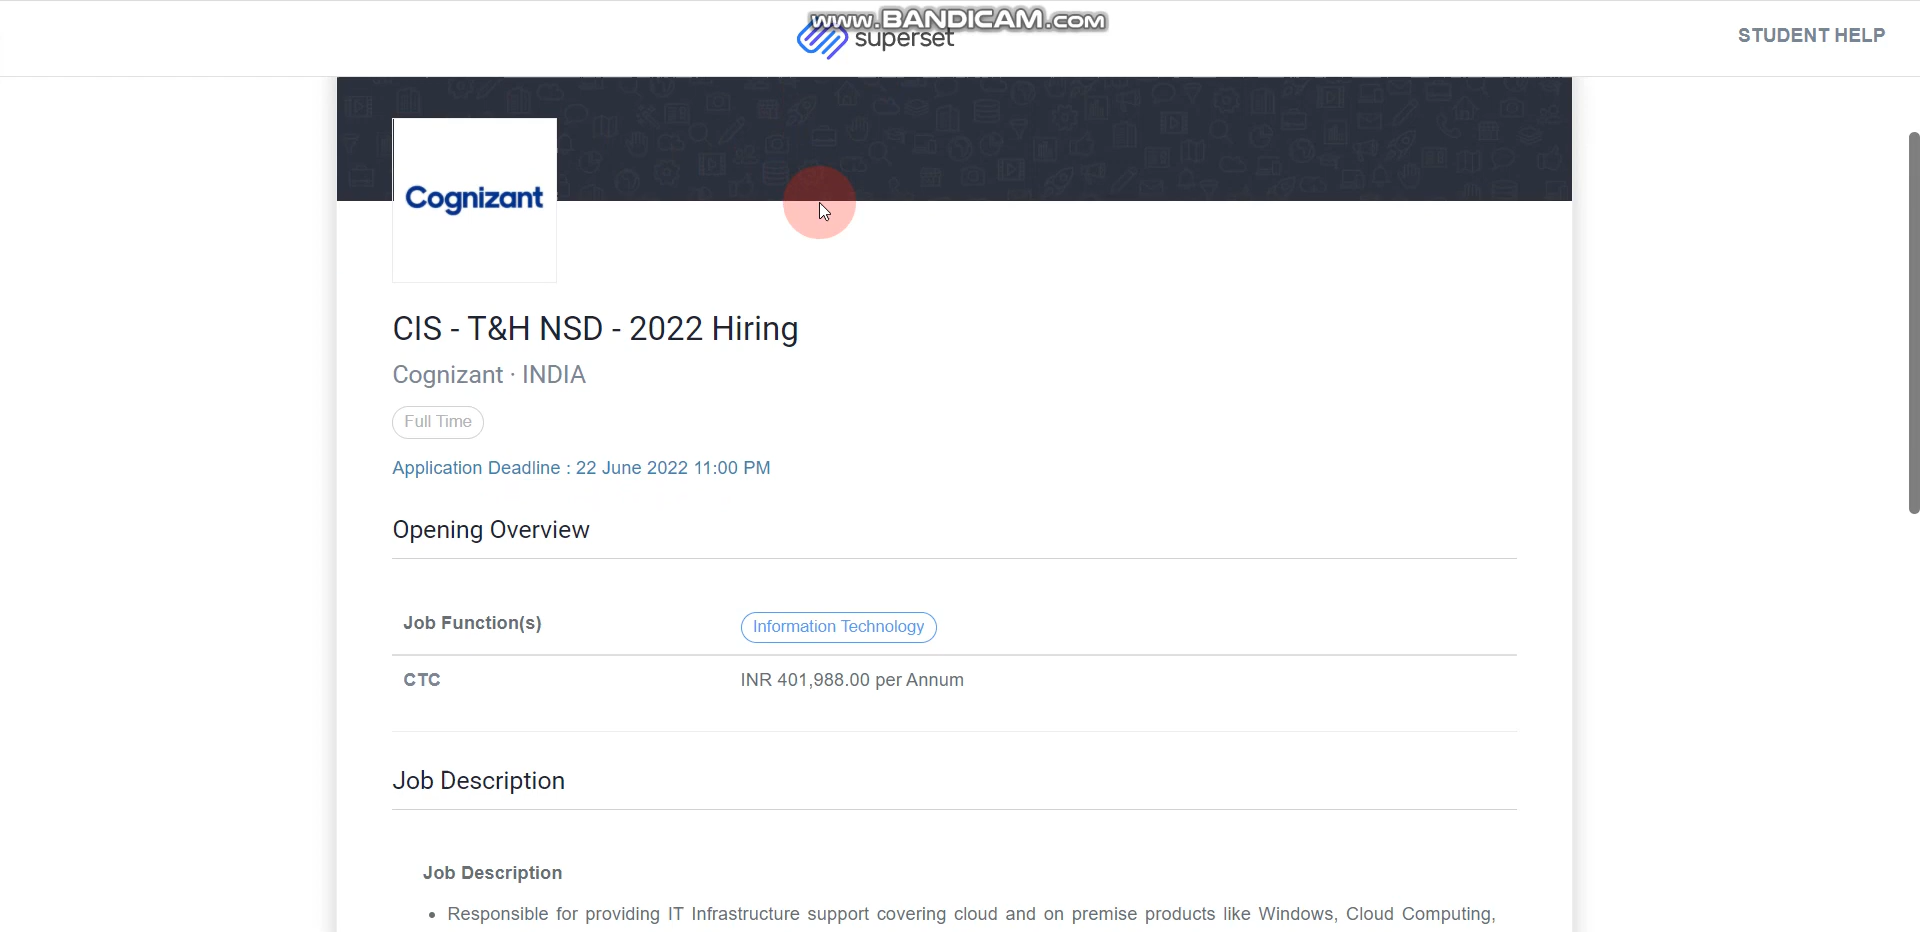 www.BANDICAM.com
superset
STUDENT HELP
Cognizant
CIS - T&H NSD - 2022 Hiring
Cognizant · INDIA
Full Time
Application Deadline : 22 June 2022 11:00 PM
Opening Overview
Job Function(s)
Information Technology
CTC
INR 401,988.00 per Annum
Job Description
Job Description
• Responsible for providing IT Infrastructure support covering cloud and on premise products like Windows, Cloud Computing,